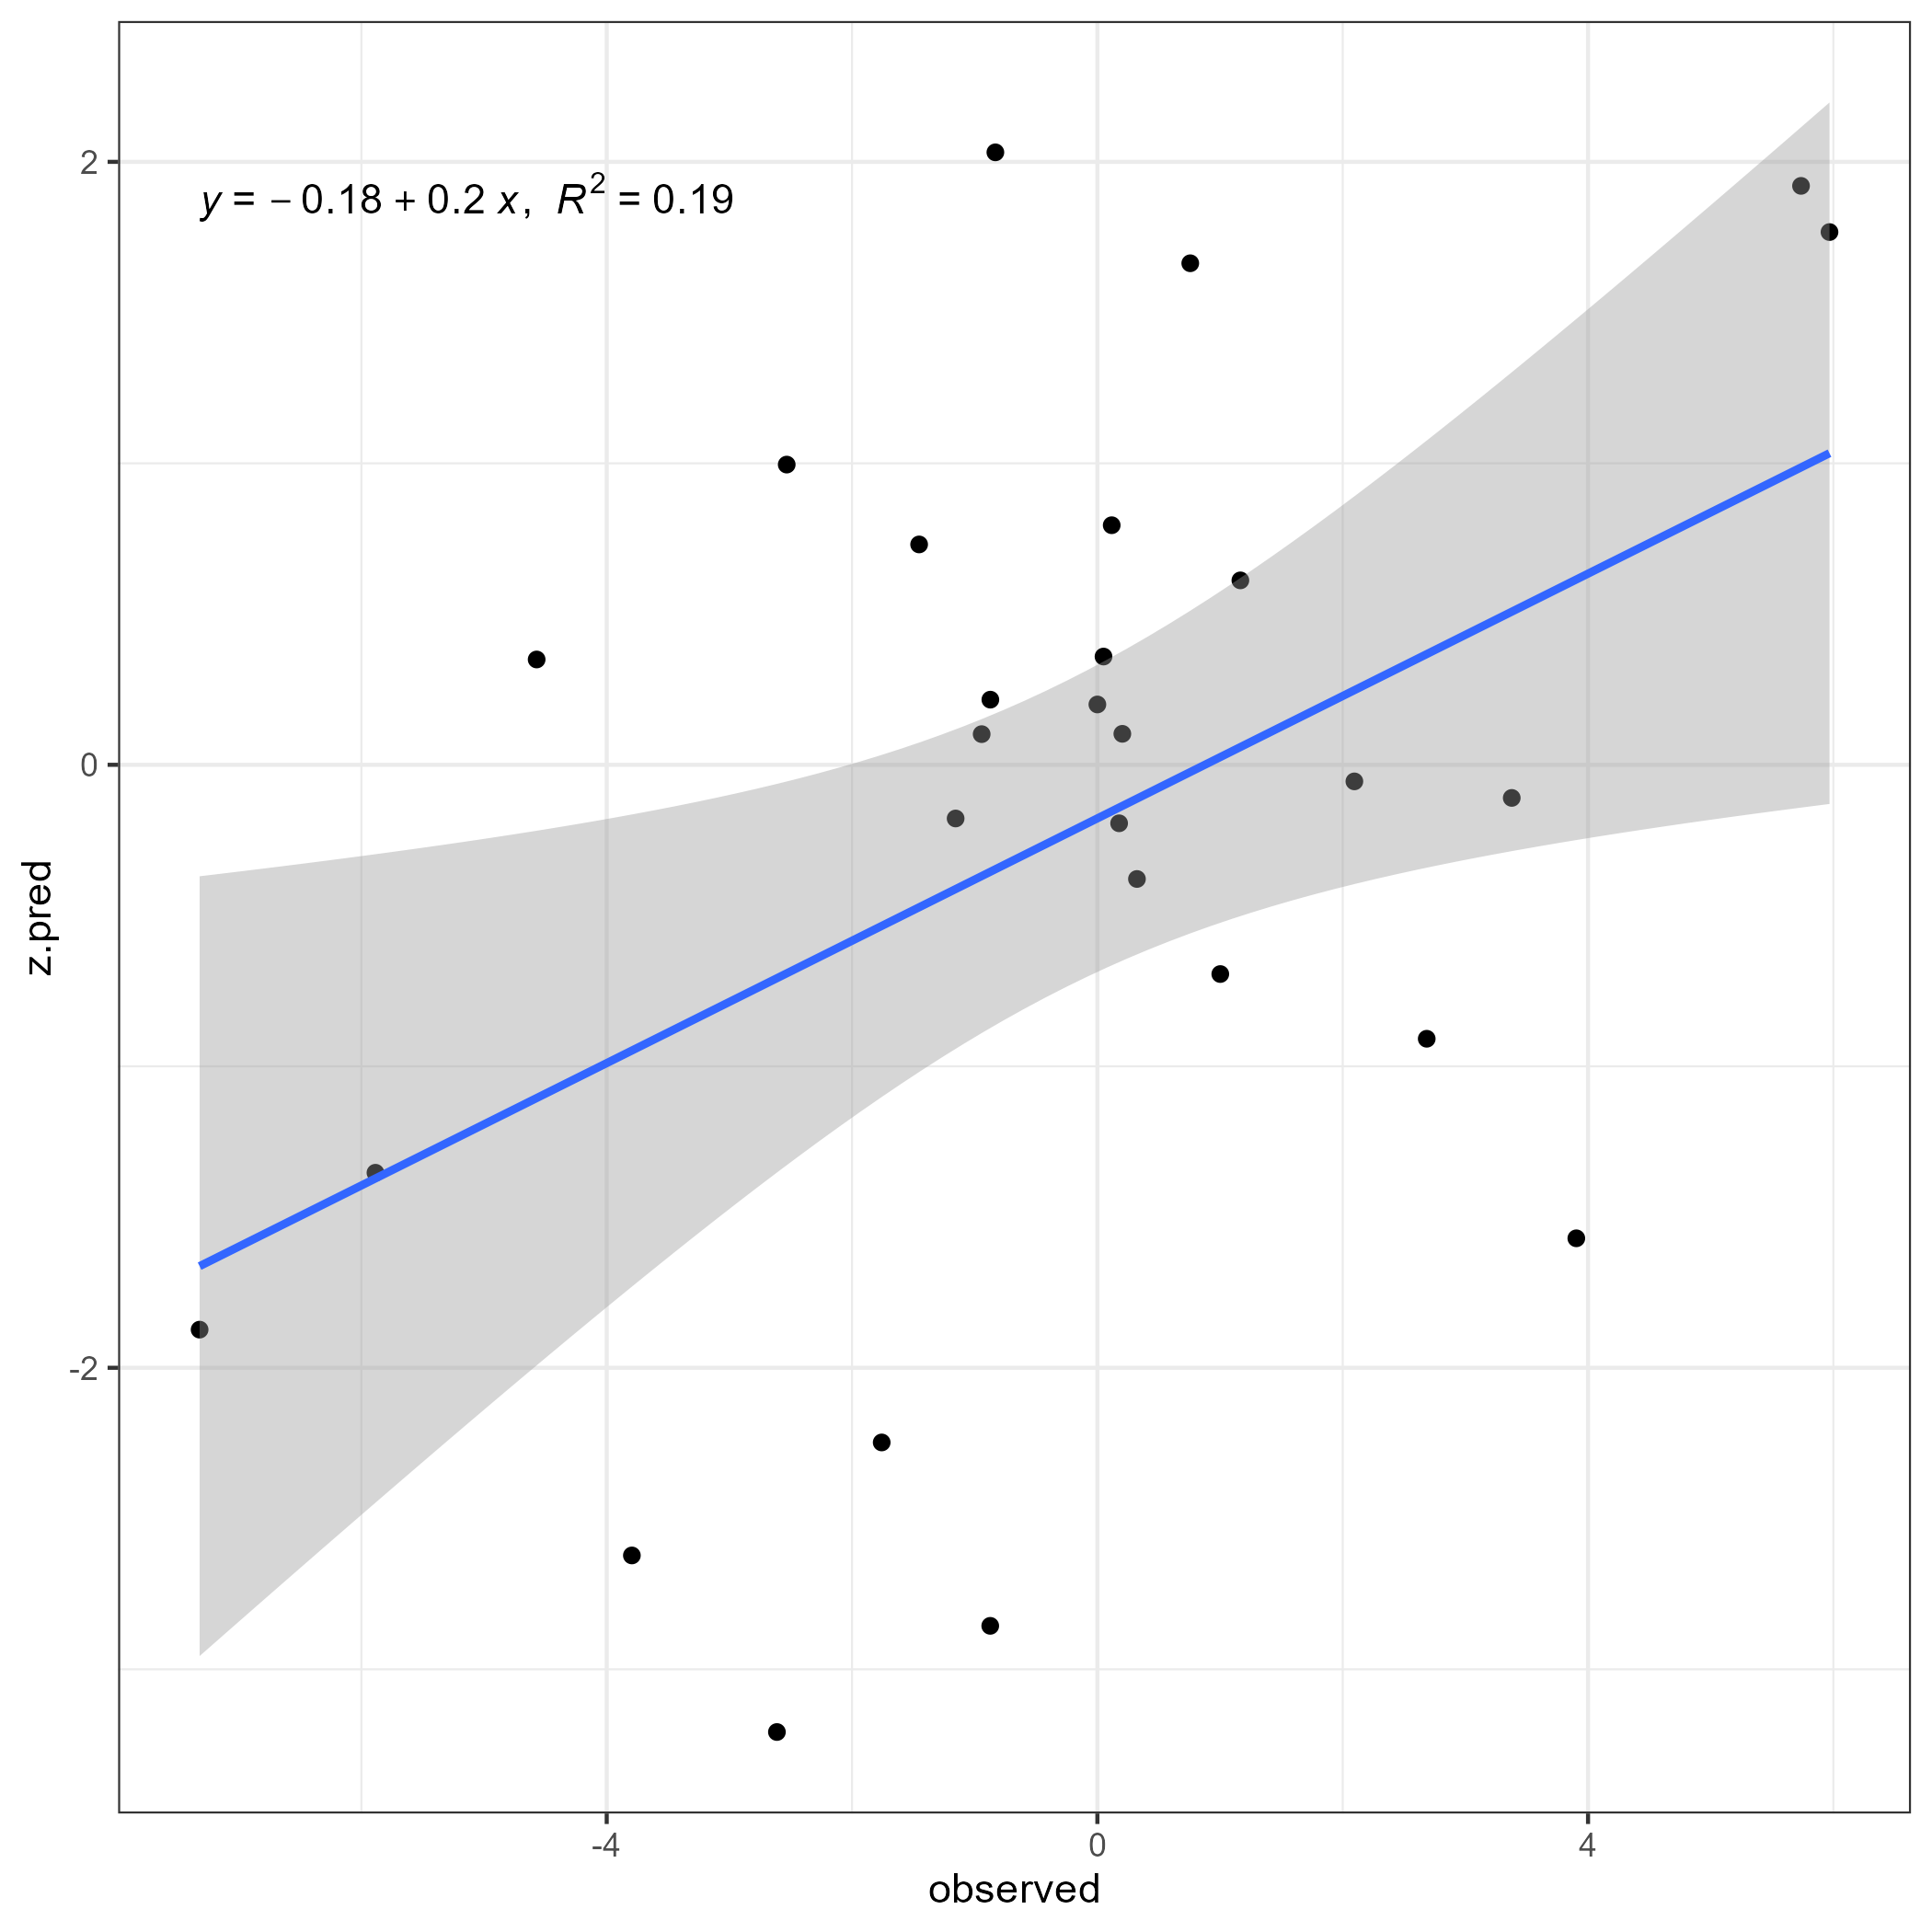 2
y = − 0.18 + 0.2 x, R² = 0.19
0
-2
z.pred
-4 0 4
observed